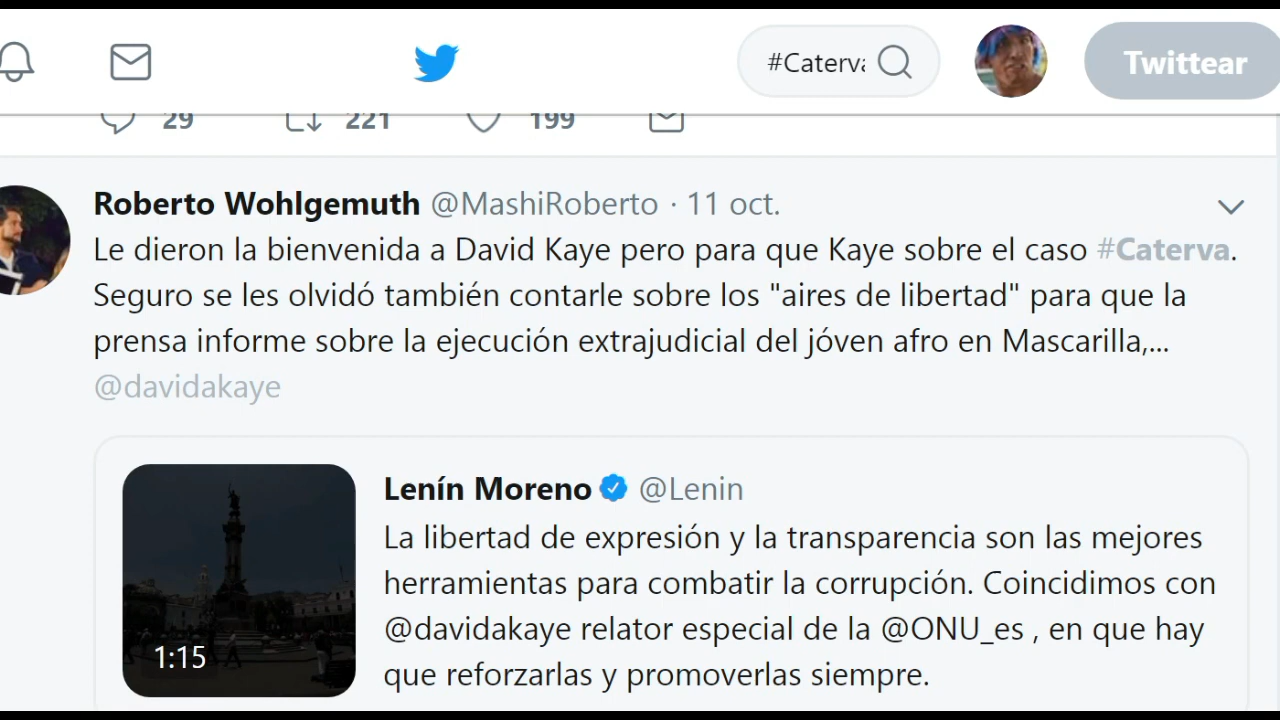 #Caterva
Twittear
29 221 199
Roberto Wohlgemuth @MashiRoberto · 11 oct.
Le dieron la bienvenida a David Kaye pero para que Kaye sobre el caso #Caterva.
Seguro se les olvidó también contarle sobre los "aires de libertad" para que la
prensa informe sobre la ejecución extrajudicial del jóven afro en Mascarilla,...
@davidakaye
Lenín Moreno @Lenin
La libertad de expresión y la transparencia son las mejores
herramientas para combatir la corrupción. Coincidimos con
@davidakaye relator especial de la @ONU_es , en que hay
que reforzarlas y promoverlas siempre.
1:15